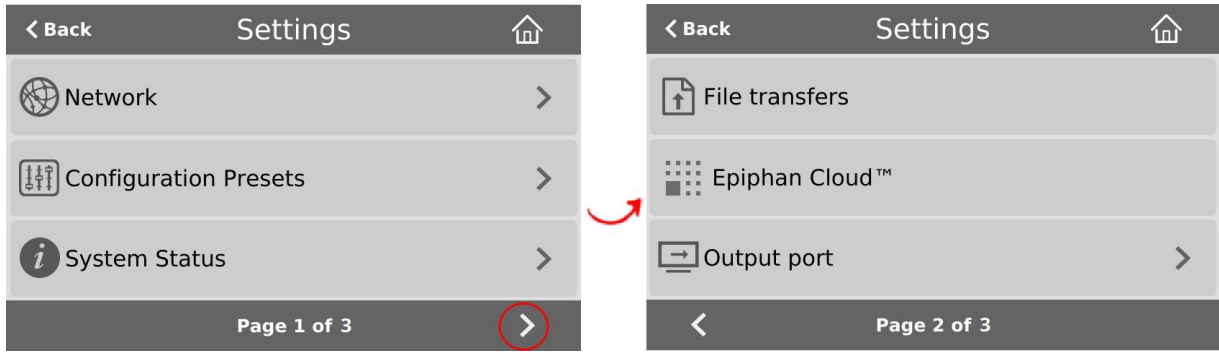 Back Settings
Network
Configuration Presets
System Status
Page 1 of 3
Back Settings
File transfers
Epiphan Cloud™
Output port
Page 2 of 3